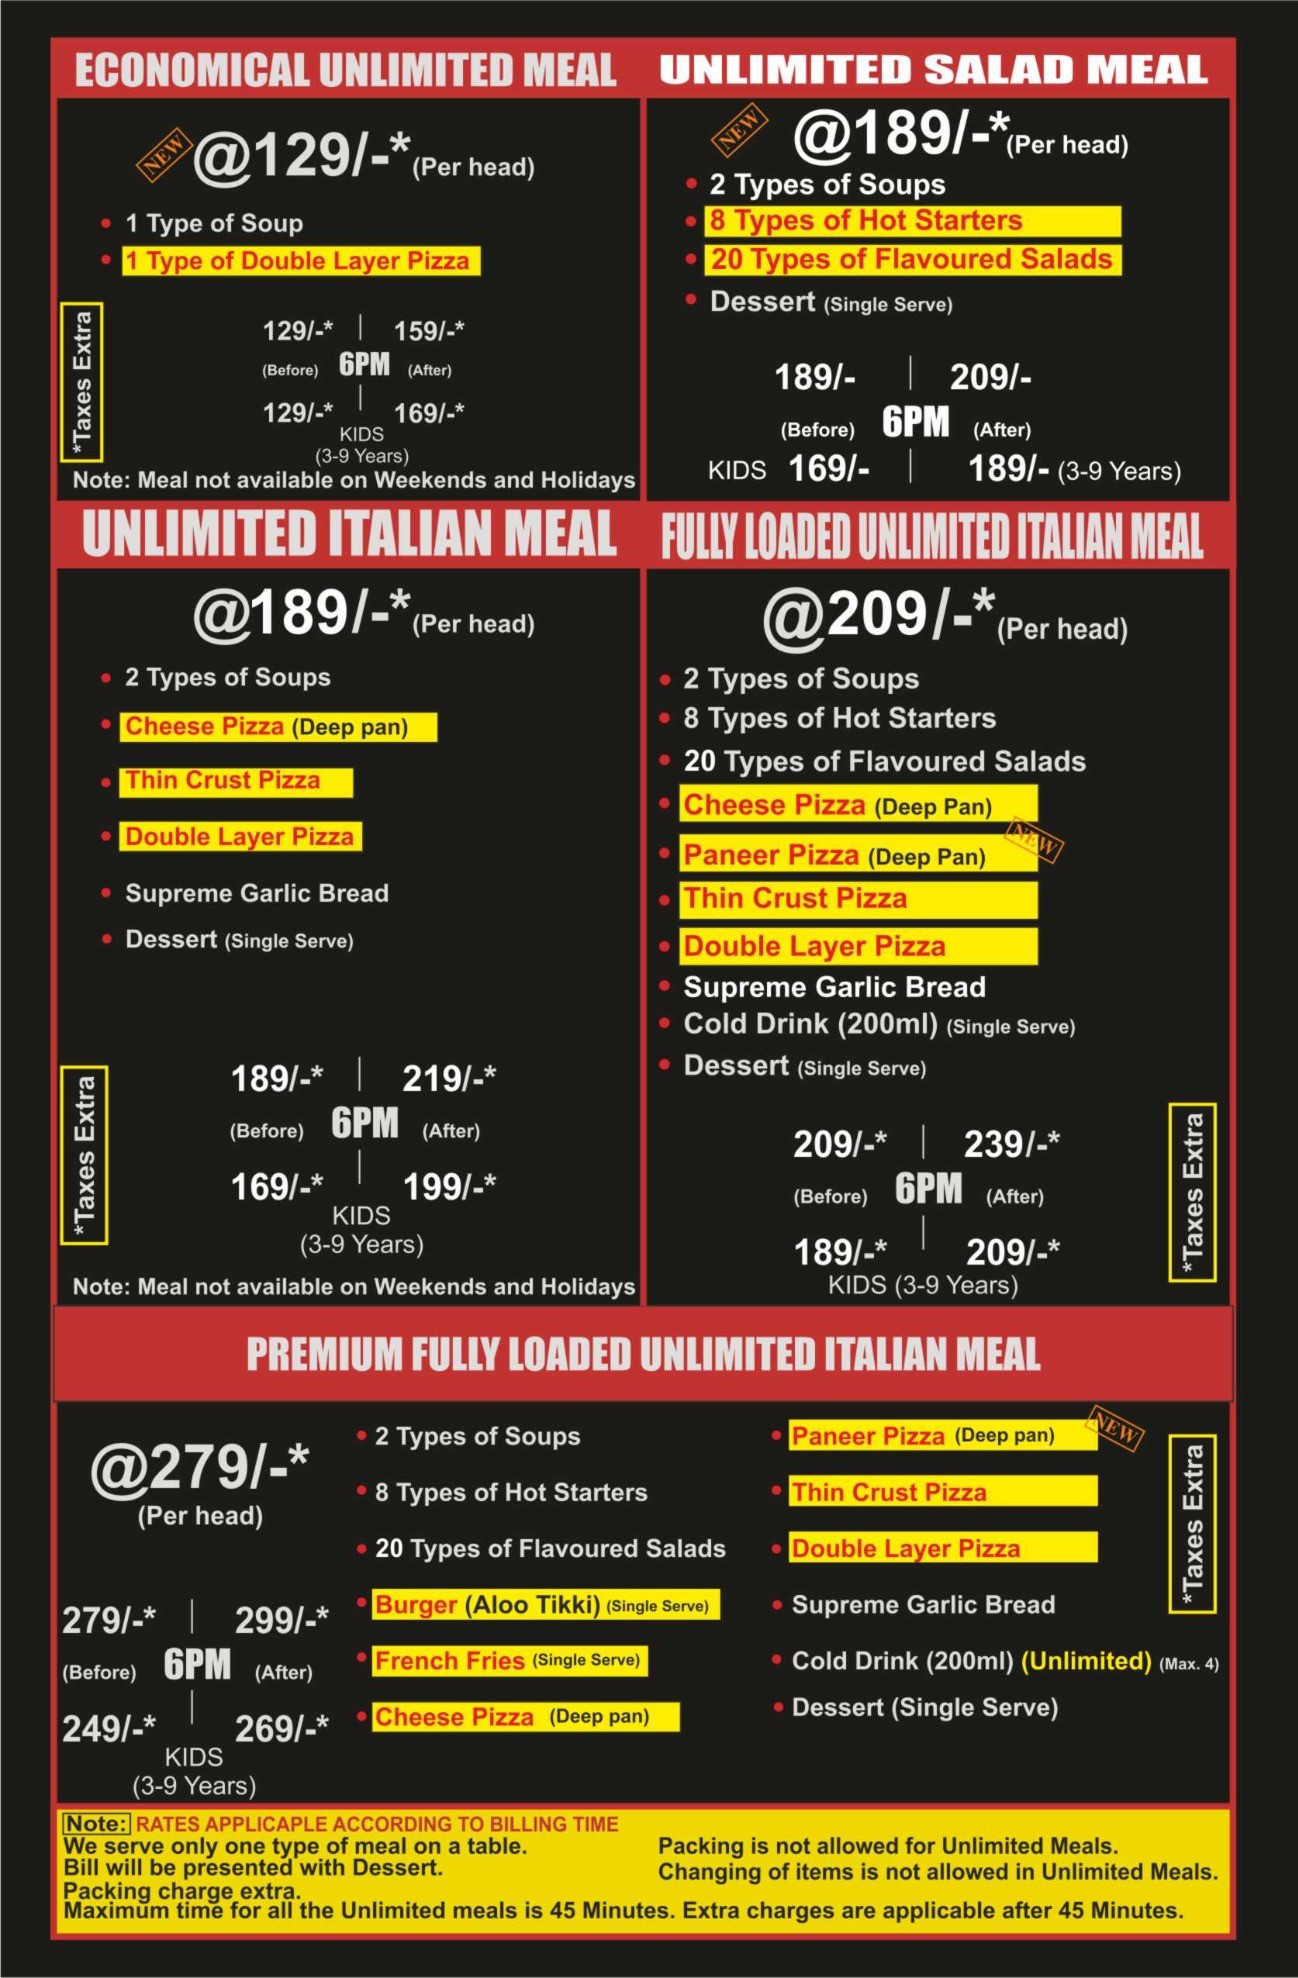 ECONOMICAL UNLIMITED MEAL
NEW
@129/-* (Per head)
• 1 Type of Soup
• 1 Type of Double Layer Pizza
*Taxes Extra
129/-* | 159/-*
(Before) 6PM (After)
129/-* | 169/-*
KIDS
(3-9 Years)
Note: Meal not available on Weekends and Holidays
UNLIMITED SALAD MEAL
NEW
@189/-*(Per head)
• 2 Types of Soups
• 8 Types of Hot Starters
• 20 Types of Flavoured Salads
• Dessert (Single Serve)
189/- | 209/-
(Before) 6PM (After)
KIDS 169/- | 189/- (3-9 Years)
UNLIMITED ITALIAN MEAL
@189/-*(Per head)
• 2 Types of Soups
• Cheese Pizza (Deep pan)
• Thin Crust Pizza
• Double Layer Pizza
• Supreme Garlic Bread
• Dessert (Single Serve)
*Taxes Extra
189/-* | 219/-*
(Before) 6PM (After)
169/-* | 199/-*
KIDS
(3-9 Years)
Note: Meal not available on Weekends and Holidays
FULLY LOADED UNLIMITED ITALIAN MEAL
@209/-*(Per head)
• 2 Types of Soups
• 8 Types of Hot Starters
• 20 Types of Flavoured Salads
• Cheese Pizza (Deep Pan)
• Paneer Pizza (Deep Pan) NEW
• Thin Crust Pizza
• Double Layer Pizza
• Supreme Garlic Bread
• Cold Drink (200ml) (Single Serve)
• Dessert (Single Serve)
209/-* | 239/-*
(Before) 6PM (After)
189/-* | 209/-*
KIDS (3-9 Years)
*Taxes Extra
PREMIUM FULLY LOADED UNLIMITED ITALIAN MEAL
@279/-*
(Per head)
279/-* | 299/-*
(Before) 6PM (After)
249/-* | 269/-*
KIDS
(3-9 Years)
• 2 Types of Soups
• 8 Types of Hot Starters
• 20 Types of Flavoured Salads
• Burger (Aloo Tikki) (Single Serve)
• French Fries (Single Serve)
• Cheese Pizza (Deep pan)
• Paneer Pizza (Deep pan) NEW
• Thin Crust Pizza
• Double Layer Pizza
• Supreme Garlic Bread
• Cold Drink (200ml) (Unlimited) (Max. 4)
• Dessert (Single Serve)
*Taxes Extra
Note: RATES APPLICAPLE ACCORDING TO BILLING TIME
We serve only one type of meal on a table.
Bill will be presented with Dessert.
Packing charge extra.
Packing is not allowed for Unlimited Meals.
Changing of items is not allowed in Unlimited Meals.
Maximum time for all the Unlimited meals is 45 Minutes. Extra charges are applicable after 45 Minutes.